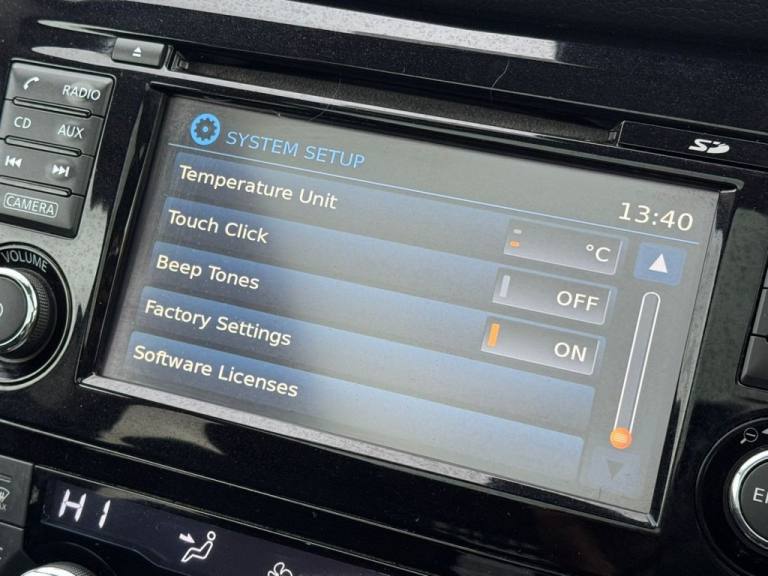 RADIO
CD AUX
CAMERA
VOLUME
SYSTEM SETUP
13:40
Temperature Unit °C
Touch Click OFF
Beep Tones ON
Factory Settings
Software Licenses
SD
HI